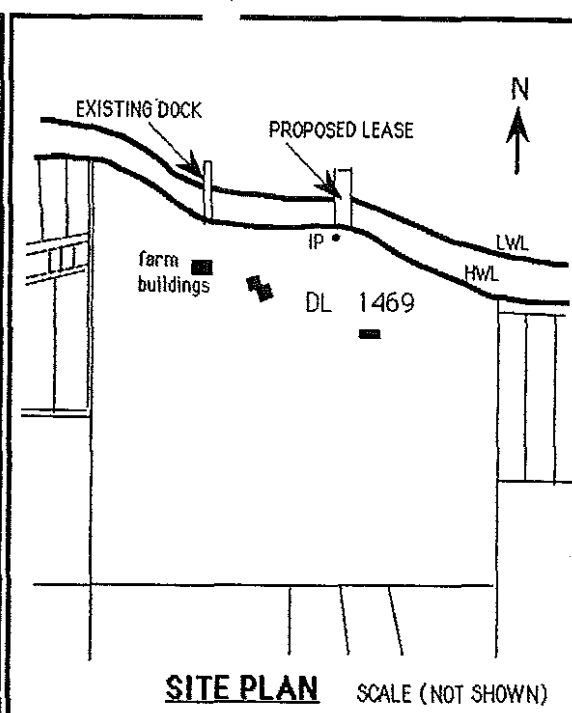 N
EXISTING DOCK
PROPOSED LEASE
LWL
IP
HWL
farm
buildings
DL 1469
SITE PLAN SCALE (NOT SHOWN)